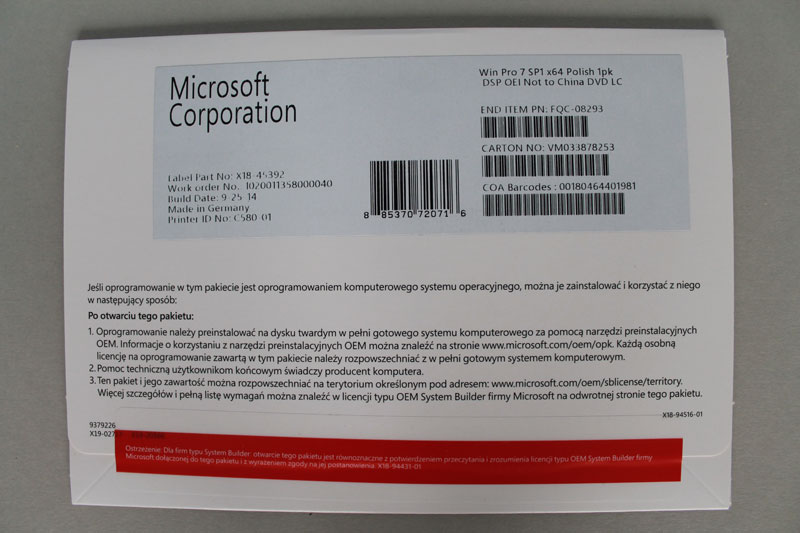 Microsoft
Corporation
Win Pro 7 SP1 x64 Polish 1pk
DSP OEI Not to China DVD LC
END ITEM PN: FQC-08293
CARTON NO: VM033878253
COA Barcodes : 00180464401981
Label Part No: X18-45392
Work order No. 1020011358000040
Build Date: 9-25-14
Made in Germany
Printer ID No: C580-01
8 85370 72071 6
Jeśli oprogramowanie w tym pakiecie jest oprogramowaniem komputerowego systemu operacyjnego, można je zainstalować i korzystać z niego
w następujący sposób:
Po otwarciu tego pakietu:
1. Oprogramowanie należy preinstalować na dysku twardym w pełni gotowego systemu komputerowego za pomocą narzędzi preinstalacyjnych
OEM. Informacje o korzystaniu z narzędzi preinstalacyjnych OEM można znaleźć na stronie www.microsoft.com/oem/opk. Każdą osobną
licencję na oprogramowanie zawartą w tym pakiecie należy rozpowszechniać z w pełni gotowym systemem komputerowym.
2. Pomoc techniczną użytkownikom końcowym świadczy producent komputera.
3. Ten pakiet i jego zawartość można rozpowszechniać na terytorium określonym pod adresem: www.microsoft.com/oem/sblicense/territory.
Więcej szczegółów i pełną listę wymagań można znaleźć w licencji typu OEM System Builder firmy Microsoft na odwrotnej stronie tego pakietu.
X18-94516-01
9379226
Ostrzeżenie: Dla firm typu System Builder: otwarcie tego pakietu jest równoznaczne z potwierdzeniem przeczytania i zrozumienia licencji typu OEM System Builder firmy
Microsoft dołączonej do tego pakietu i z wyrażeniem zgody na jej postanowienia. X18-94431-01